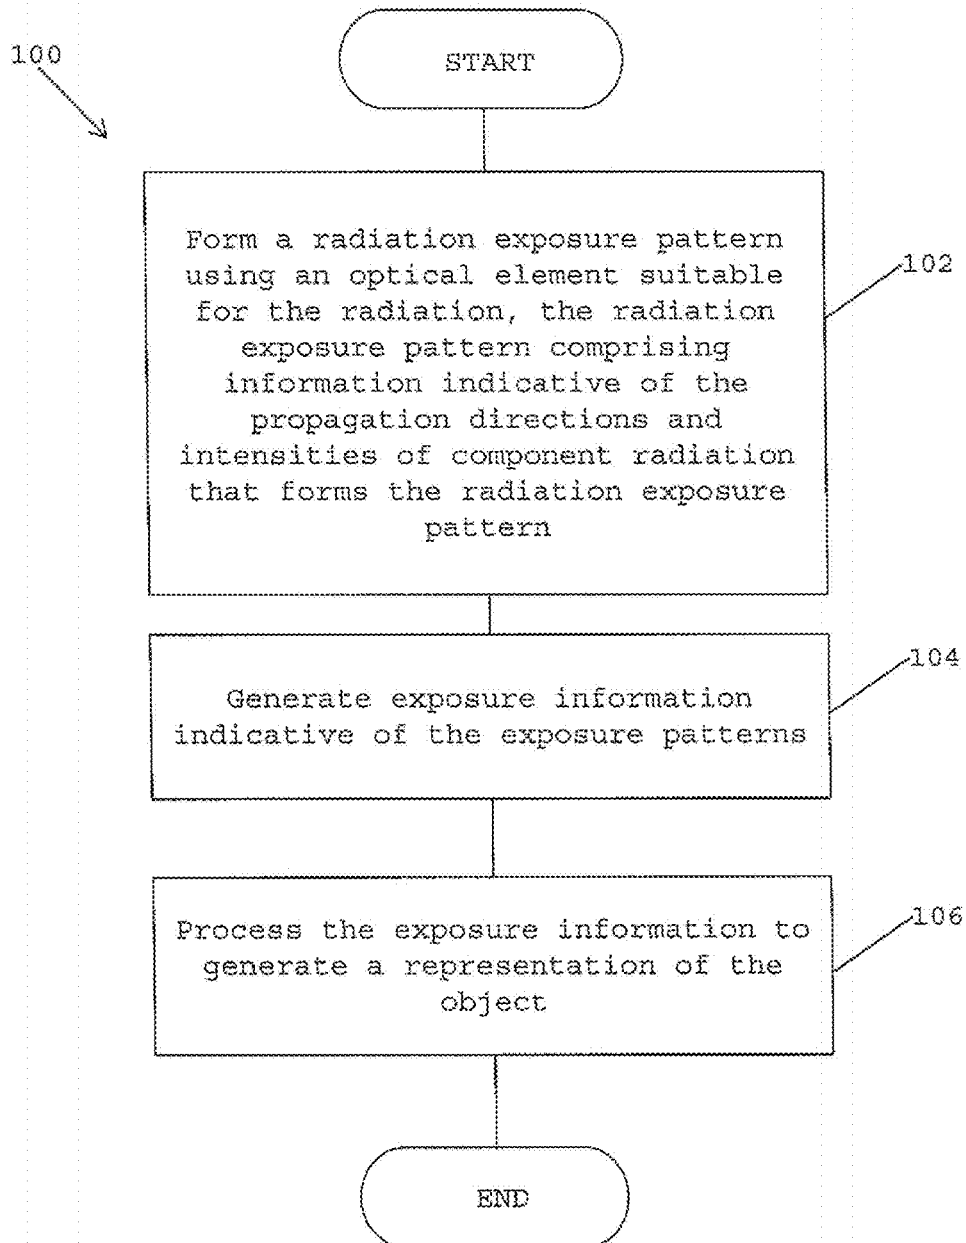 100
START
Form a radiation exposure pattern
using an optical element suitable
for the radiation, the radiation
exposure pattern comprising
information indicative of the
propagation directions and
intensities of component radiation
that forms the radiation exposure
pattern
102
Generate exposure information
indicative of the exposure patterns
104
Process the exposure information to
generate a representation of the
object
106
END